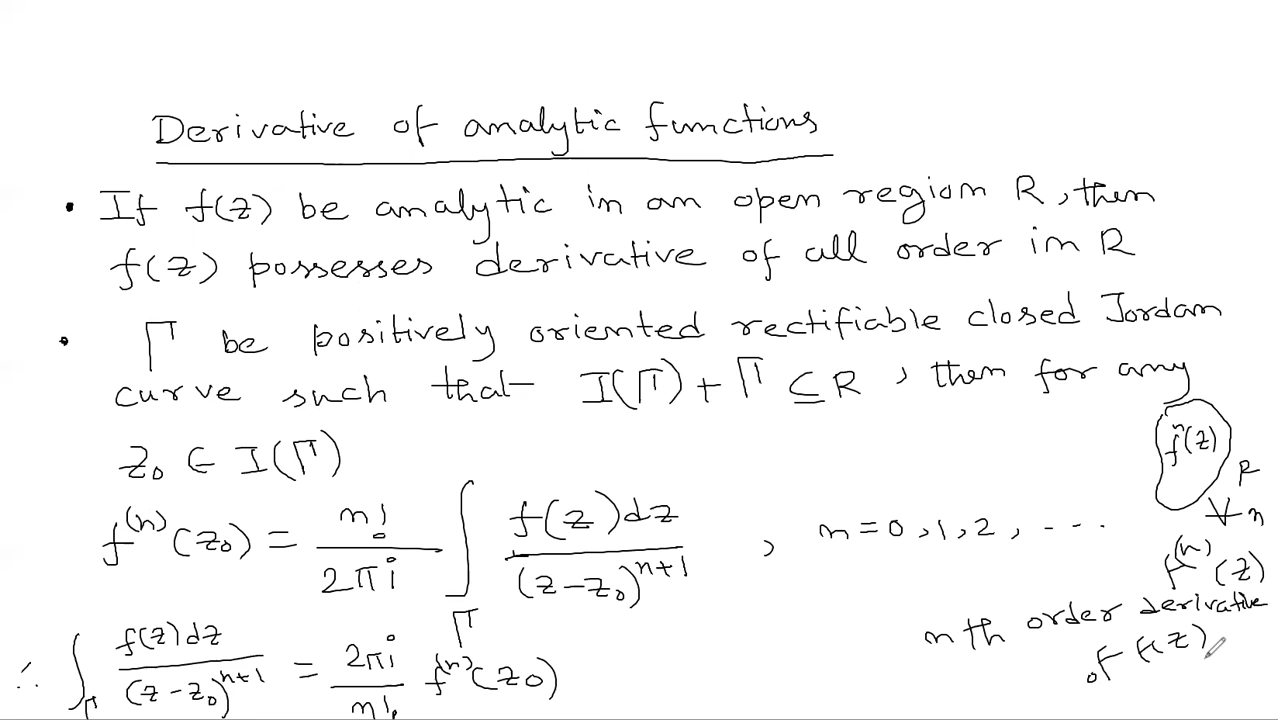 Derivative of analytic functions
• If f(z) be analytic in an open region R, then
f(z) possesses derivative of all order in R
• Γ be positively oriented rectifiable closed Jordan
curve such that I(Γ) + Γ ⊆ R, then for any
z₀ ∈ I(Γ)
f⁽ⁿ⁾(z₀) = n!/2πi ∫_Γ f(z)dz/(z-z₀)ⁿ⁺¹ , n = 0, 1, 2, ...
∴ ∫_Γ f(z)dz/(z-z₀)ⁿ⁺¹ = 2πi/n! f⁽ⁿ⁾(z₀)
fⁿ(z)
R
∀ n
f⁽ⁿ⁾(z)
nth order derivative
of f(z)